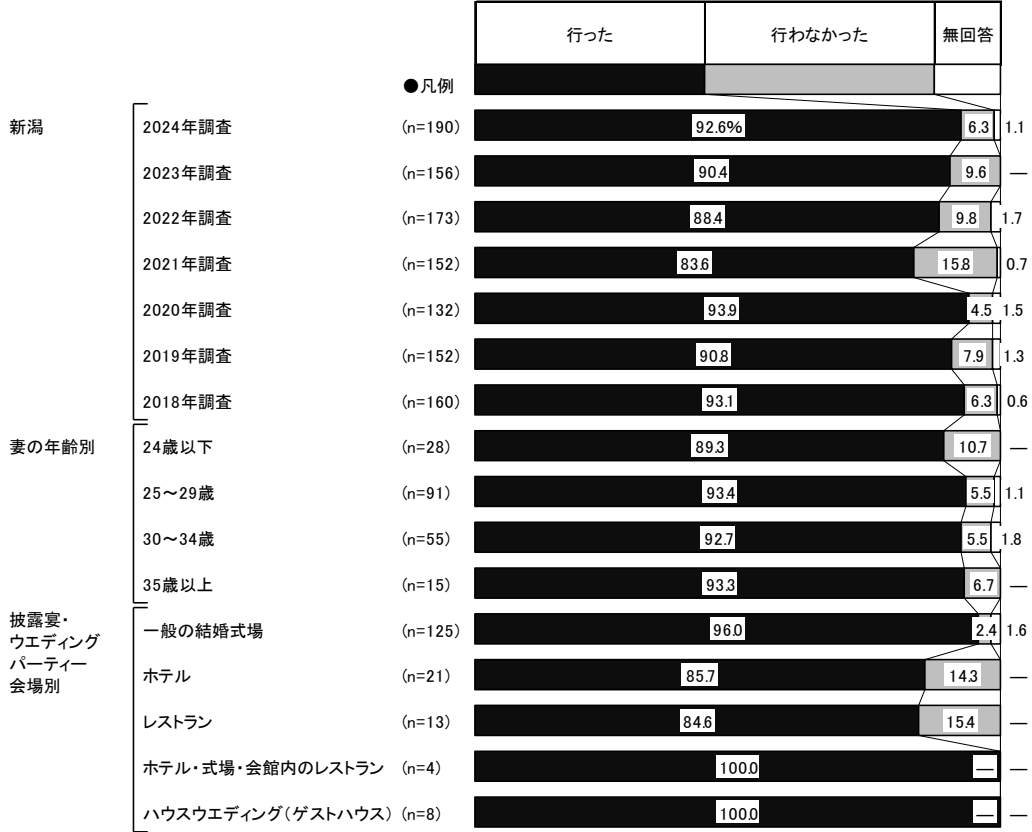 行った 行わなかった 無回答
●凡例
新潟 2024年調査 (n=190) 92.6% 6.3 1.1
2023年調査 (n=156) 90.4 9.6 —
2022年調査 (n=173) 88.4 9.8 1.7
2021年調査 (n=152) 83.6 15.8 0.7
2020年調査 (n=132) 93.9 4.5 1.5
2019年調査 (n=152) 90.8 7.9 1.3
2018年調査 (n=160) 93.1 6.3 0.6
妻の年齢別 24歳以下 (n=28) 89.3 10.7 —
25～29歳 (n=91) 93.4 5.5 1.1
30～34歳 (n=55) 92.7 5.5 1.8
35歳以上 (n=15) 93.3 6.7 —
披露宴・
ウエディング
パーティー
会場別
一般の結婚式場 (n=125) 96.0 2.4 1.6
ホテル (n=21) 85.7 14.3 —
レストラン (n=13) 84.6 15.4 —
ホテル・式場・会館内のレストラン (n=4) 100.0 — —
ハウスウエディング(ゲストハウス) (n=8) 100.0 — —